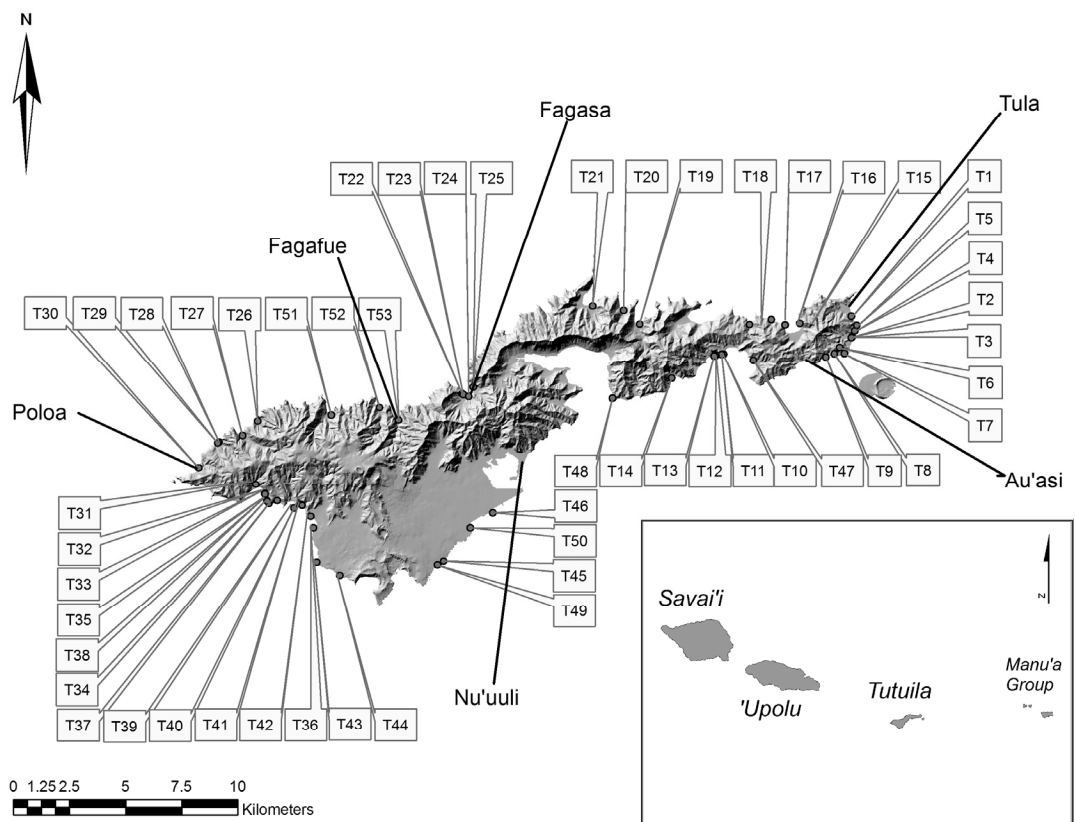 N
Fagasa
Tula
T22
T23
T24
T25
T21
T20
T19
T18
T17
T16
T15
T1
T5
T4
T2
T3
T6
T7
Fagafue
T30
T29
T28
T27
T26
T51
T52
T53
Poloa
T48
T14
T13
T12
T11
T10
T47
T9
T8
Au'asi
T31
T32
T33
T35
T38
T34
T37
T39
T40
T41
T42
T36
T43
T44
T46
T50
T45
T49
Nu'uuli
0 1.25 2.5 5 7.5 10
Kilometers
N
Savai'i
'Upolu
Tutuila
Manu'a
Group